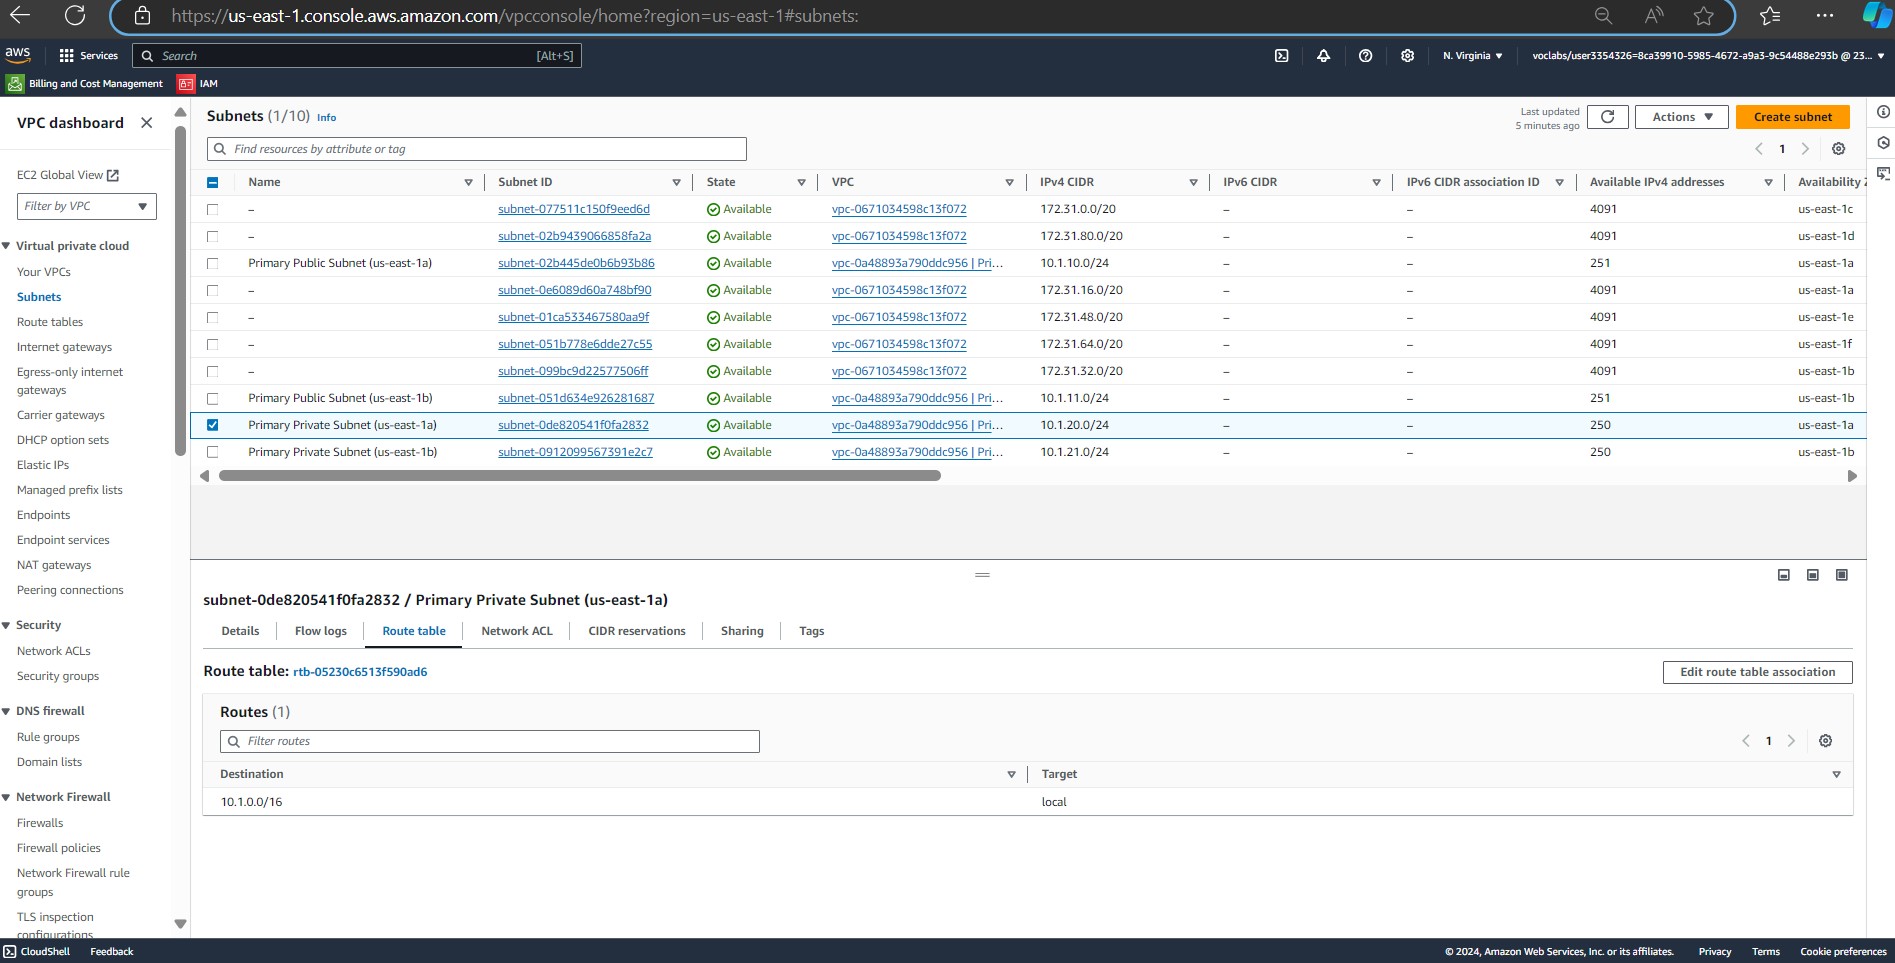 https://us-east-1.console.aws.amazon.com/vpcconsole/home?region=us-east-1#subnets:
aws Services Search [Alt+S] N. Virginia voclabs/user3354326=8ca39910-5985-4672-a9a3-9c54488e293b @ 23...
Billing and Cost Management IAM
VPC dashboard
EC2 Global View
Filter by VPC
Virtual private cloud
Your VPCs
Subnets
Route tables
Internet gateways
Egress-only internet
gateways
Carrier gateways
DHCP option sets
Elastic IPs
Managed prefix lists
Endpoints
Endpoint services
NAT gateways
Peering connections
Security
Network ACLs
Security groups
DNS firewall
Rule groups
Domain lists
Network Firewall
Firewalls
Firewall policies
Network Firewall rule
groups
TLS inspection
configurations
Subnets (1/10) Info
Last updated
5 minutes ago
Actions Create subnet
Find resources by attribute or tag
1
Name Subnet ID State VPC IPv4 CIDR IPv6 CIDR IPv6 CIDR association ID Available IPv4 addresses Availability Z
– subnet-077511c150f9eed6d Available vpc-0671034598c13f072 172.31.0.0/20 – – 4091 us-east-1c
– subnet-02b9439066858fa2a Available vpc-0671034598c13f072 172.31.80.0/20 – – 4091 us-east-1d
Primary Public Subnet (us-east-1a) subnet-02b445de0b6b93b86 Available vpc-0a48893a790ddc956 | Pri... 10.1.10.0/24 – – 251 us-east-1a
– subnet-0e6089d60a748bf90 Available vpc-0671034598c13f072 172.31.16.0/20 – – 4091 us-east-1a
– subnet-01ca533467580aa9f Available vpc-0671034598c13f072 172.31.48.0/20 – – 4091 us-east-1e
– subnet-051b778e6dde27c55 Available vpc-0671034598c13f072 172.31.64.0/20 – – 4091 us-east-1f
– subnet-099bc9d22577506ff Available vpc-0671034598c13f072 172.31.32.0/20 – – 4091 us-east-1b
Primary Public Subnet (us-east-1b) subnet-051d634e926281687 Available vpc-0a48893a790ddc956 | Pri... 10.1.11.0/24 – – 251 us-east-1b
Primary Private Subnet (us-east-1a) subnet-0de820541f0fa2832 Available vpc-0a48893a790ddc956 | Pri... 10.1.20.0/24 – – 250 us-east-1a
Primary Private Subnet (us-east-1b) subnet-0912099567391e2c7 Available vpc-0a48893a790ddc956 | Pri... 10.1.21.0/24 – – 250 us-east-1b
subnet-0de820541f0fa2832 / Primary Private Subnet (us-east-1a)
Details Flow logs Route table Network ACL CIDR reservations Sharing Tags
Route table: rtb-05230c6513f590ad6 Edit route table association
Routes (1)
Filter routes
1
Destination Target
10.1.0.0/16 local
CloudShell Feedback © 2024, Amazon Web Services, Inc. or its affiliates. Privacy Terms Cookie preferences